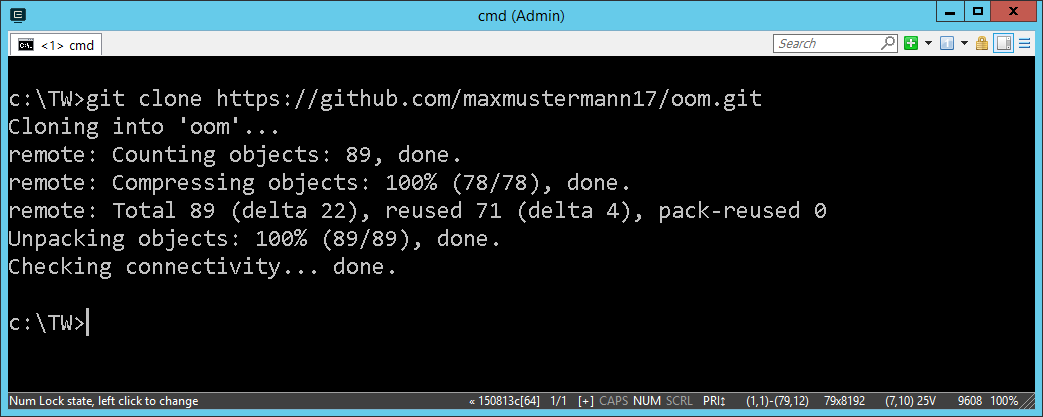 cmd (Admin)
<1> cmd
Search
c:\TW>git clone https://github.com/maxmustermann17/oom.git
Cloning into 'oom'...
remote: Counting objects: 89, done.
remote: Compressing objects: 100% (78/78), done.
remote: Total 89 (delta 22), reused 71 (delta 4), pack-reused 0
Unpacking objects: 100% (89/89), done.
Checking connectivity... done.
c:\TW>
Num Lock state, left click to change « 150813c[64] 1/1 [+] CAPS NUM SCRL PRI↕ (1,1)-(79,12) 79x8192 (7,10) 25V 9608 100%